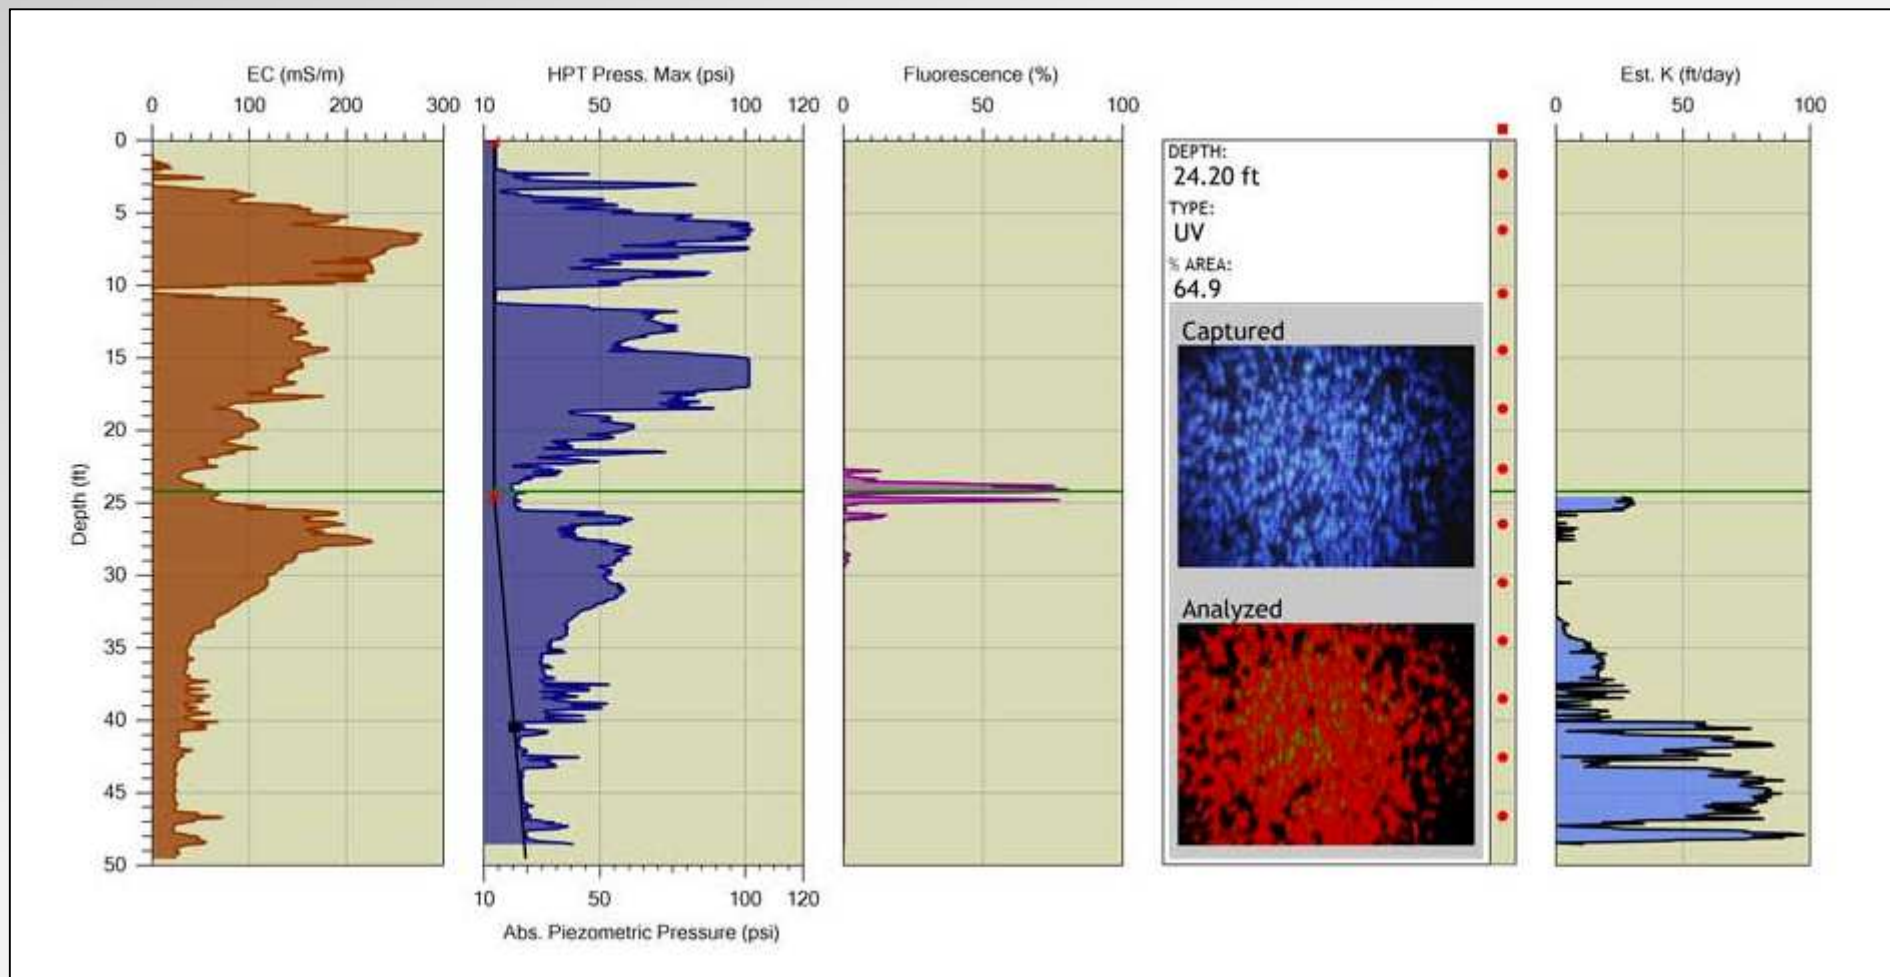 EC (mS/m)
0 100 200 300
HPT Press. Max (psi)
10 50 100 120
Fluorescence (%)
0 50 100
Est. K (ft/day)
0 50 100
Depth (ft)
0
5
10
15
20
25
30
35
40
45
50
DEPTH:
24.20 ft
TYPE:
UV
% AREA:
64.9
Captured
Analyzed
10 50 100 120
Abs. Piezometric Pressure (psi)